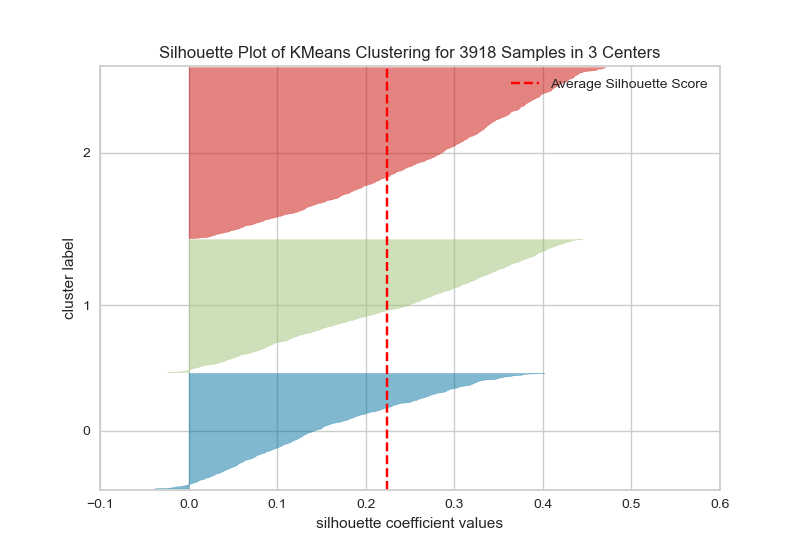 Silhouette Plot of KMeans Clustering for 3918 Samples in 3 Centers
Average Silhouette Score
2
1
0
cluster label
−0.1 0.0 0.1 0.2 0.3 0.4 0.5 0.6
silhouette coefficient values